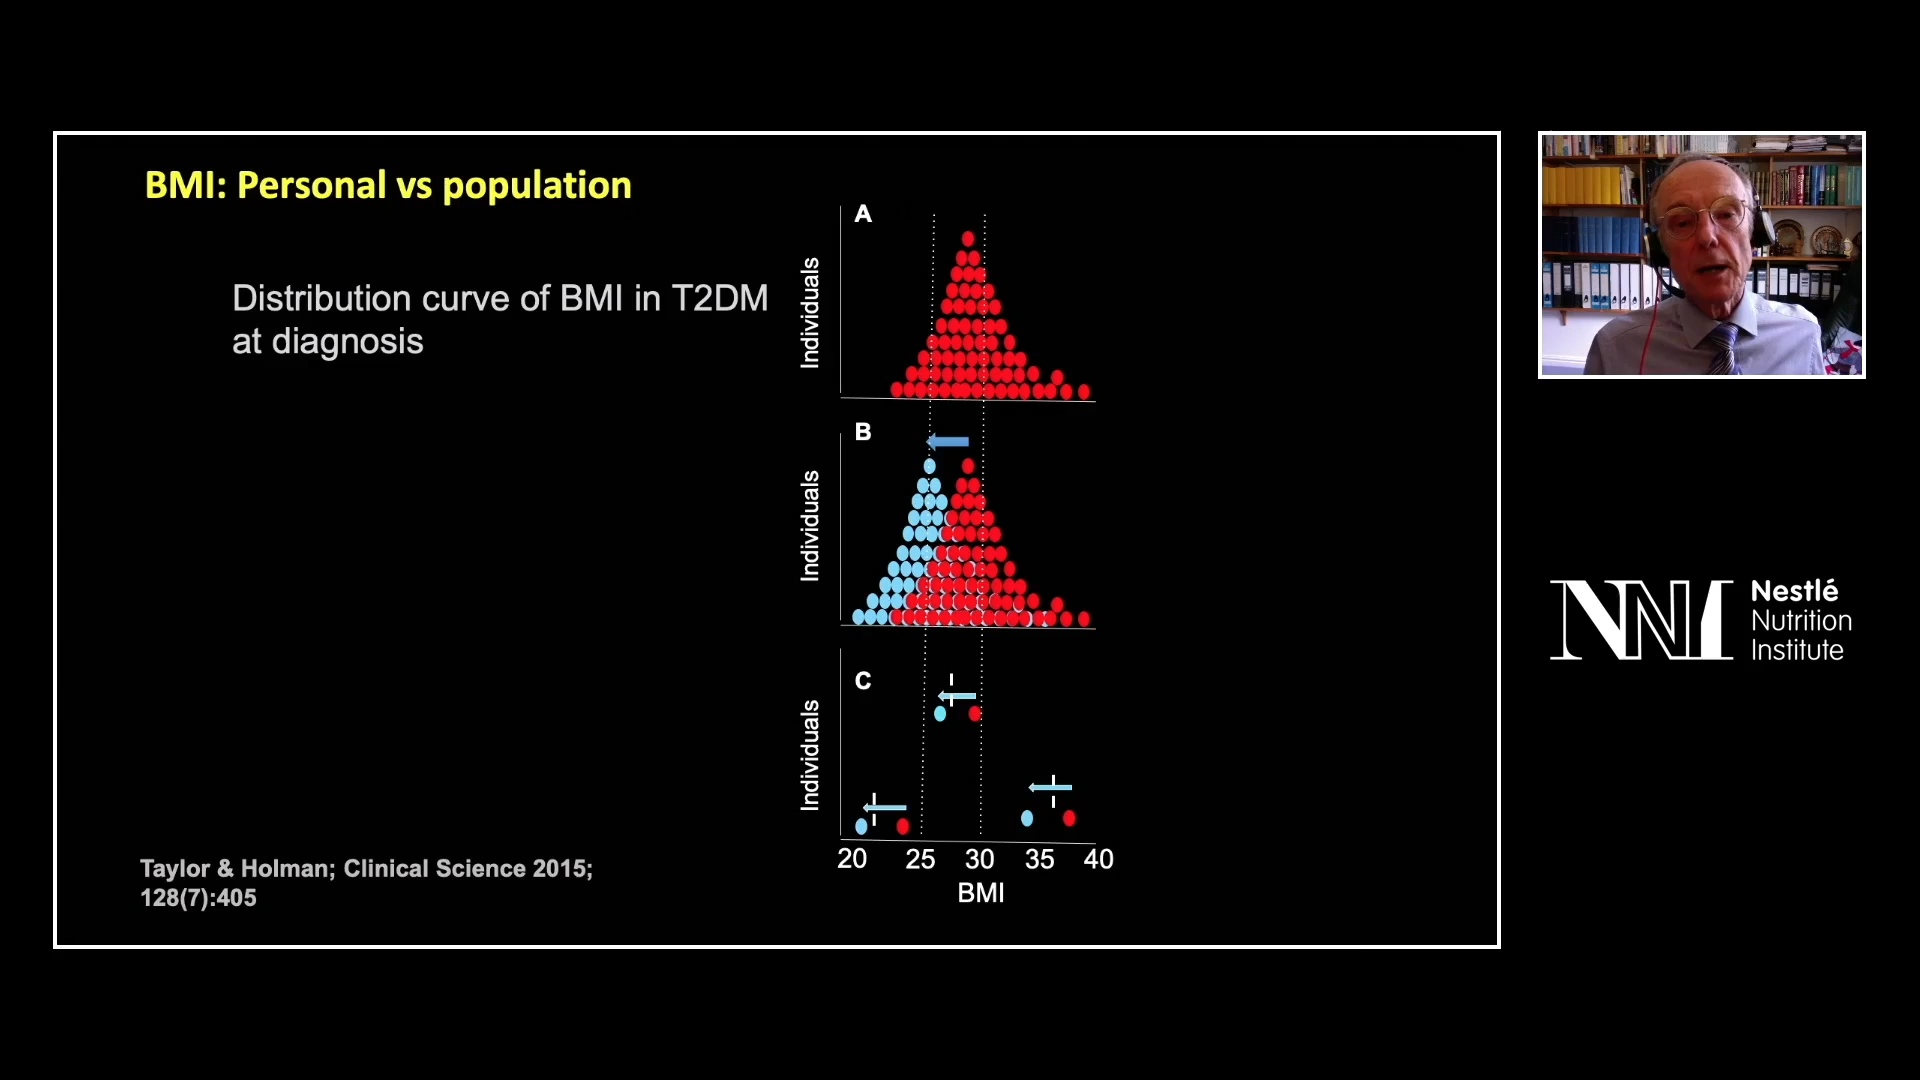 BMI: Personal vs population
Distribution curve of BMI in T2DM
at diagnosis
A
Individuals
B
Individuals
C
Individuals
20 25 30 35 40
BMI
Taylor & Holman; Clinical Science 2015;
128(7):405
NNI
Nestlé
Nutrition
Institute